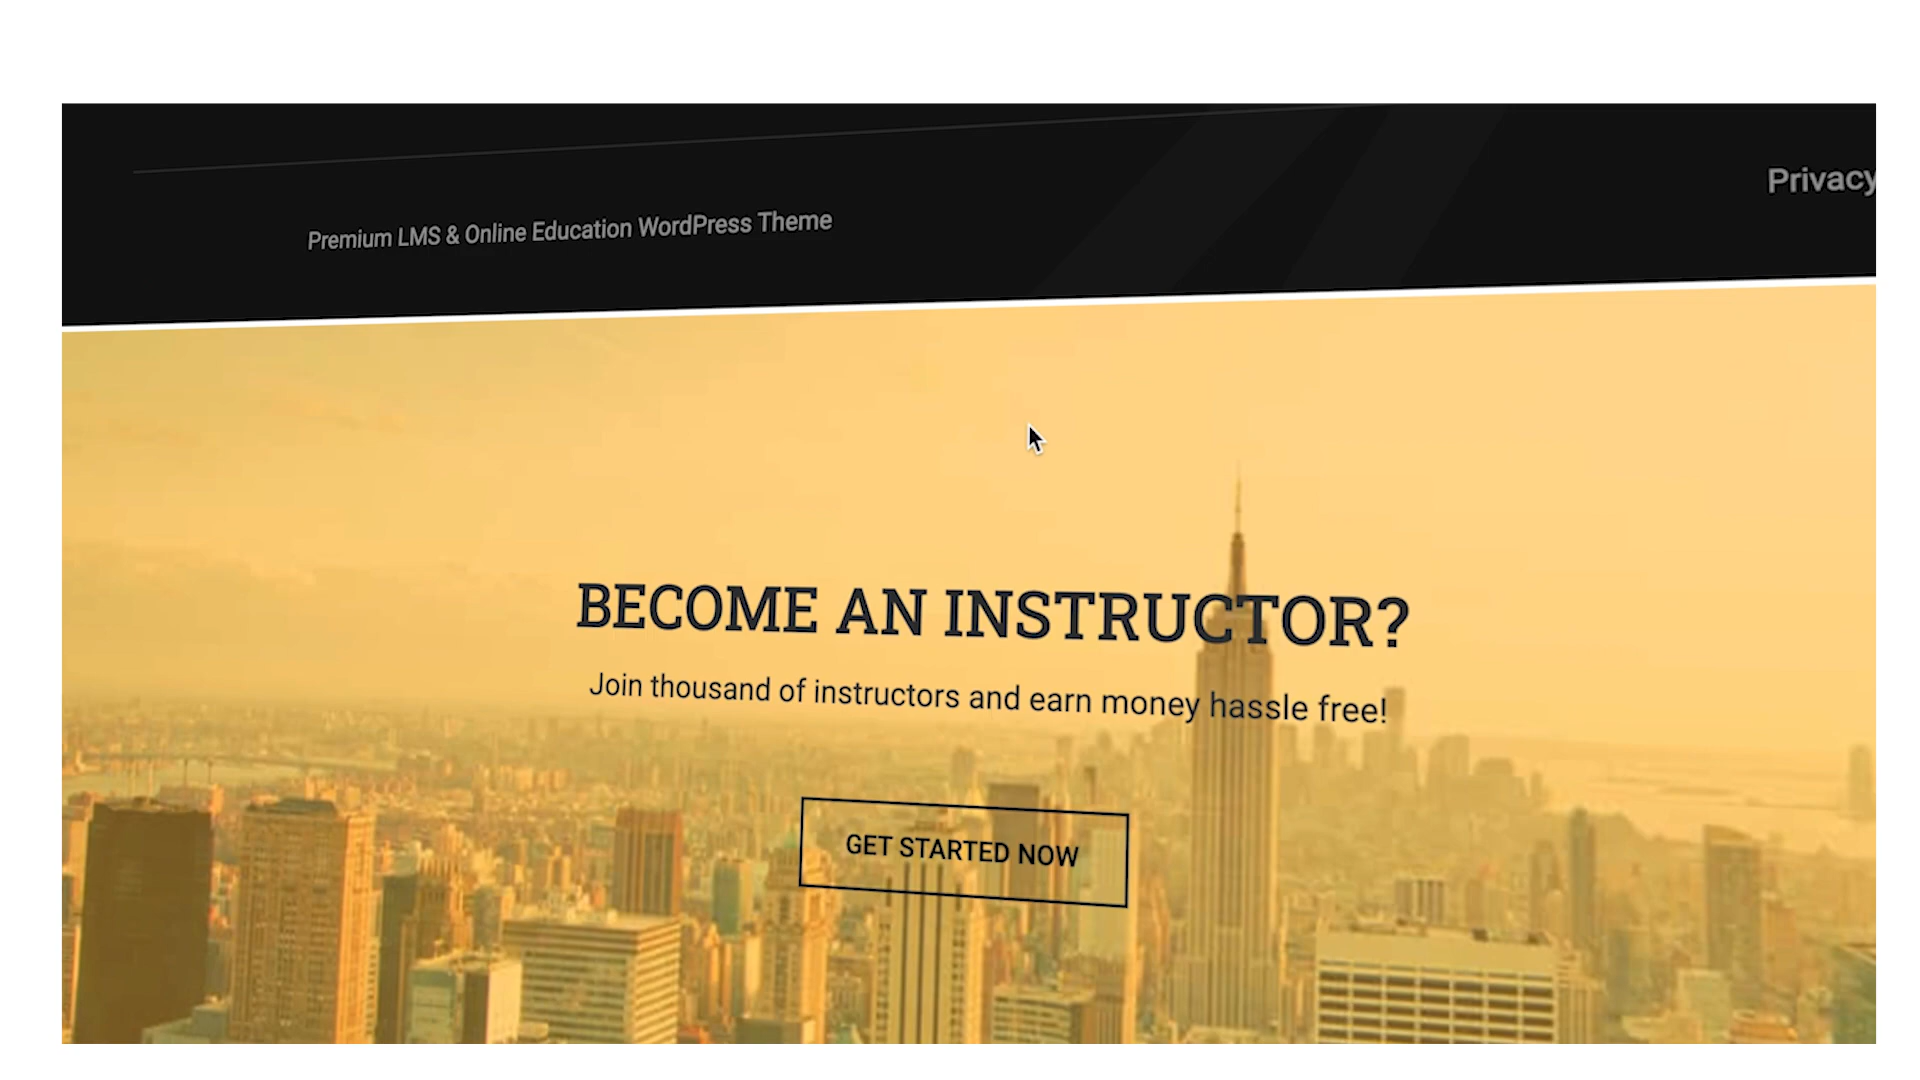 Privacy
Premium LMS & Online Education WordPress Theme
BECOME AN INSTRUCTOR?
Join thousand of instructors and earn money hassle free!
GET STARTED NOW